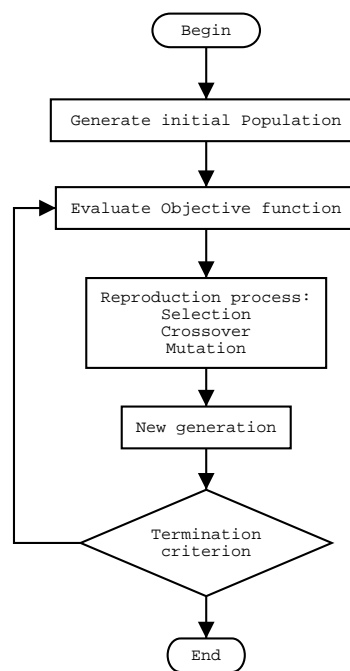 Begin
Generate initial Population
Evaluate Objective function
Reproduction process:
Selection
Crossover
Mutation
New generation
Termination
criterion
End